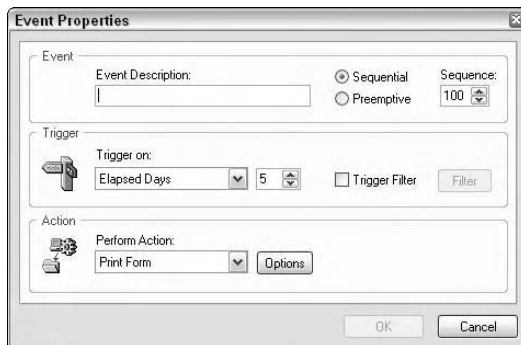 Event Properties
Event
Event Description:
Sequential
Sequence:
Preemptive
100
Trigger
Trigger on:
Elapsed Days
5
Trigger Filter
Filter
Action
Perform Action:
Print Form
Options
OK
Cancel